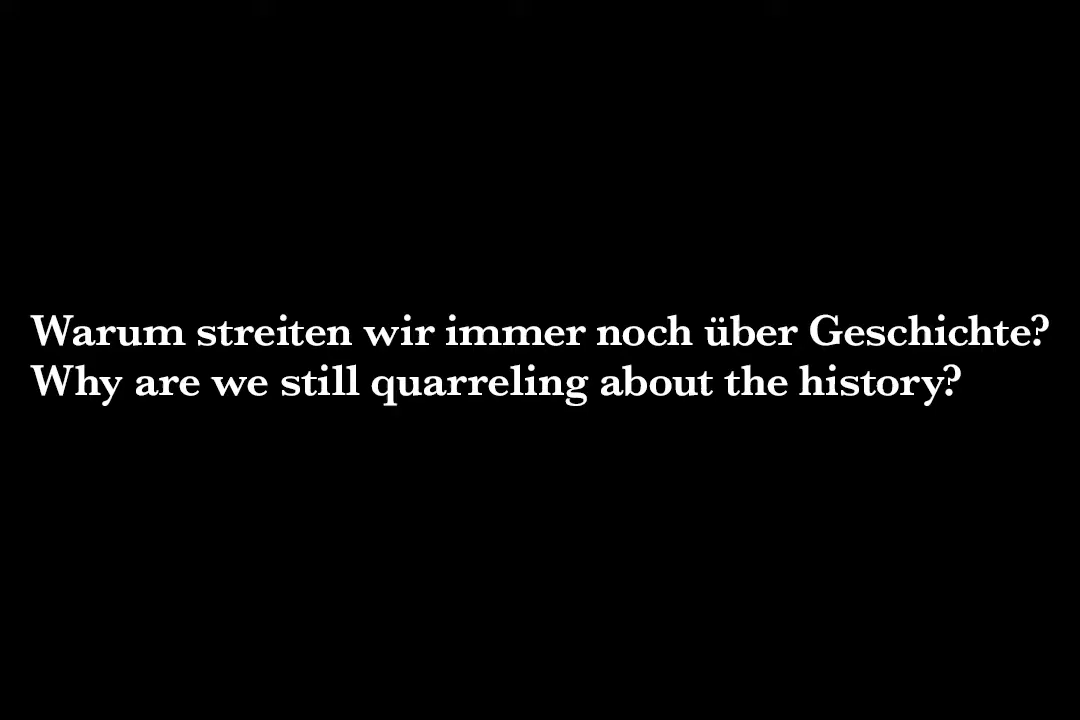 Warum streiten wir immer noch über Geschichte?
Why are we still quarreling about the history?